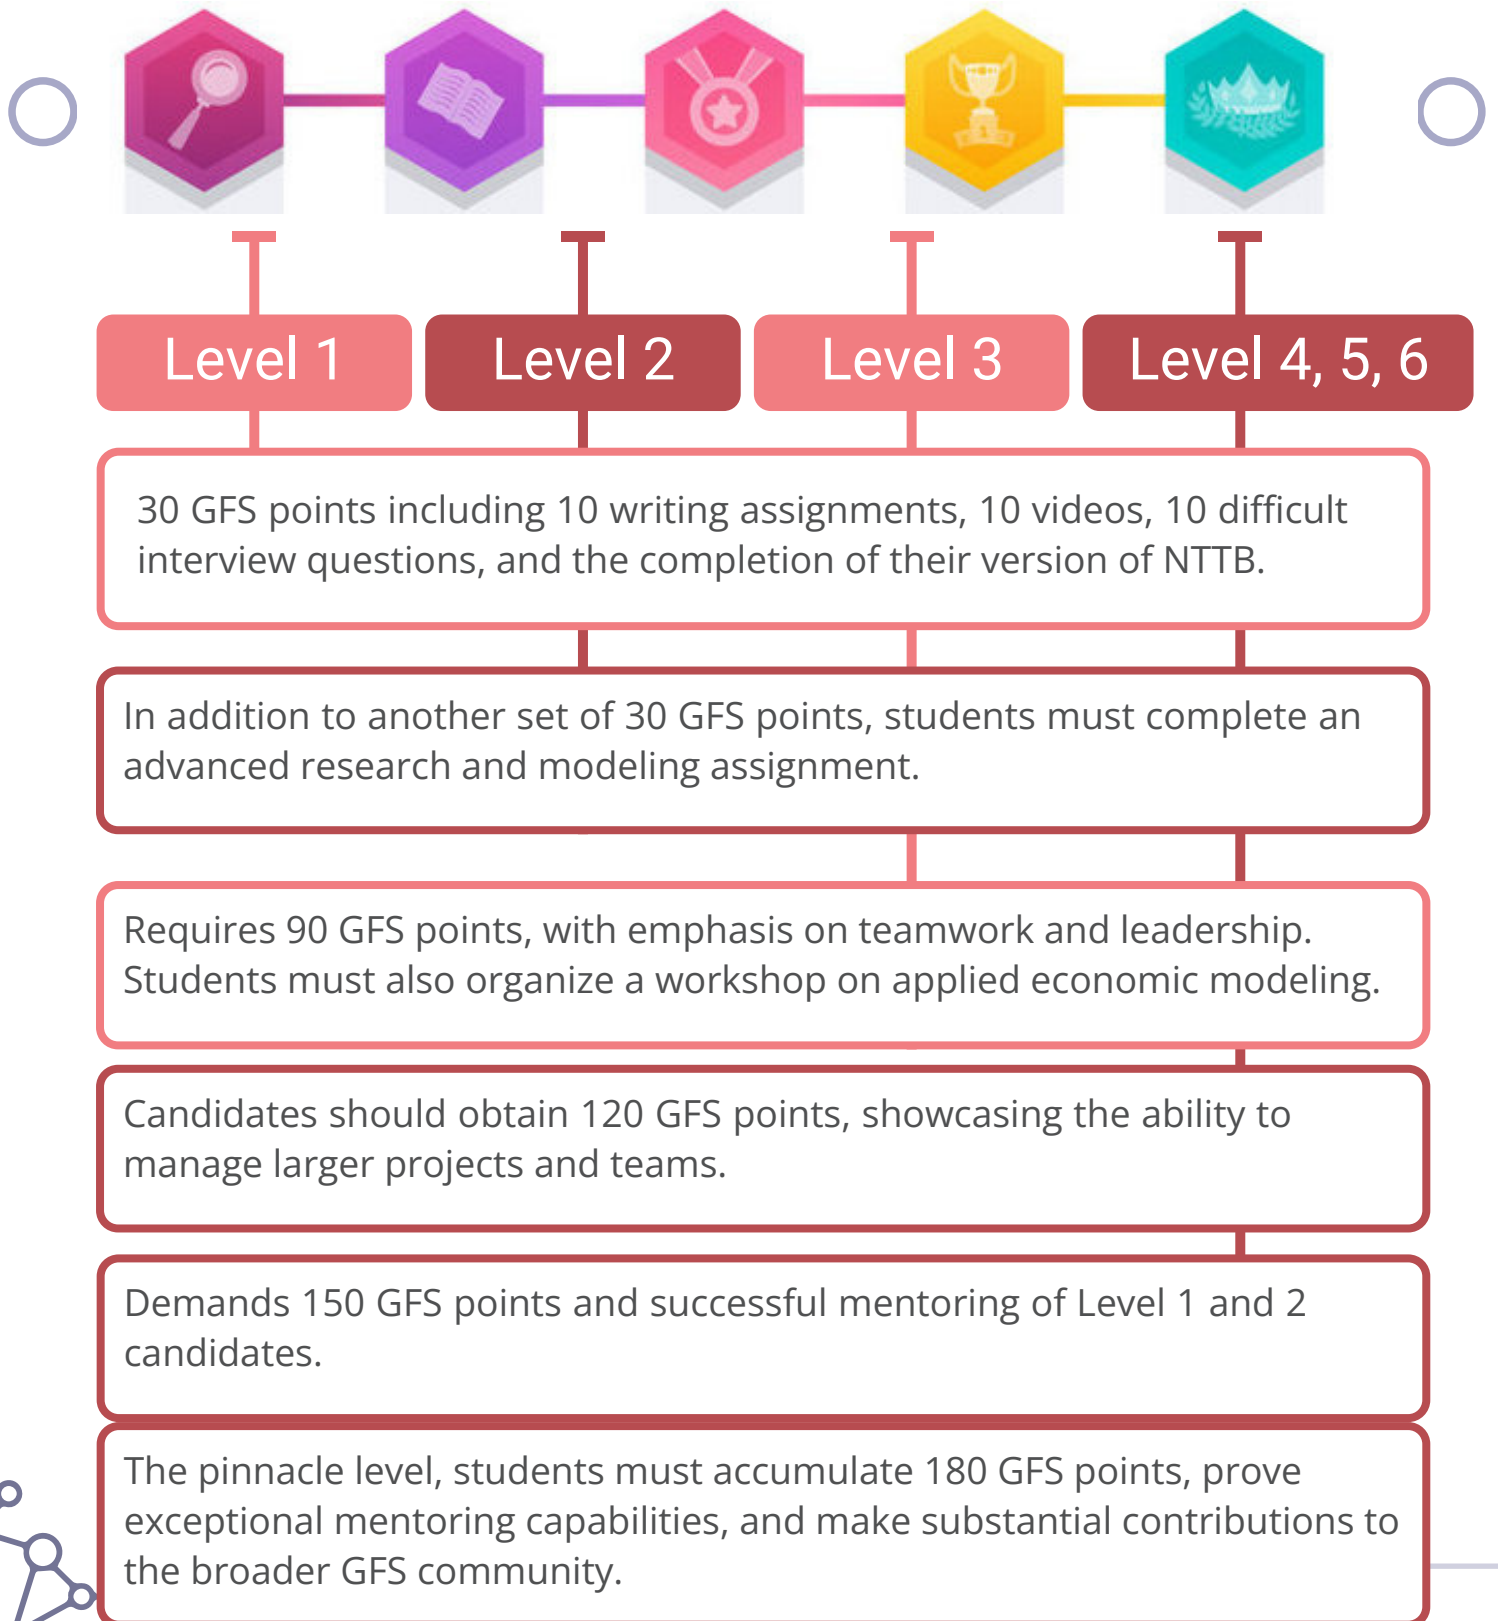 Level 1
Level 2
Level 3
Level 4, 5, 6
30 GFS points including 10 writing assignments, 10 videos, 10 difficult
interview questions, and the completion of their version of NTTB.
In addition to another set of 30 GFS points, students must complete an
advanced research and modeling assignment.
Requires 90 GFS points, with emphasis on teamwork and leadership.
Students must also organize a workshop on applied economic modeling.
Candidates should obtain 120 GFS points, showcasing the ability to
manage larger projects and teams.
Demands 150 GFS points and successful mentoring of Level 1 and 2
candidates.
The pinnacle level, students must accumulate 180 GFS points, prove
exceptional mentoring capabilities, and make substantial contributions to
the broader GFS community.